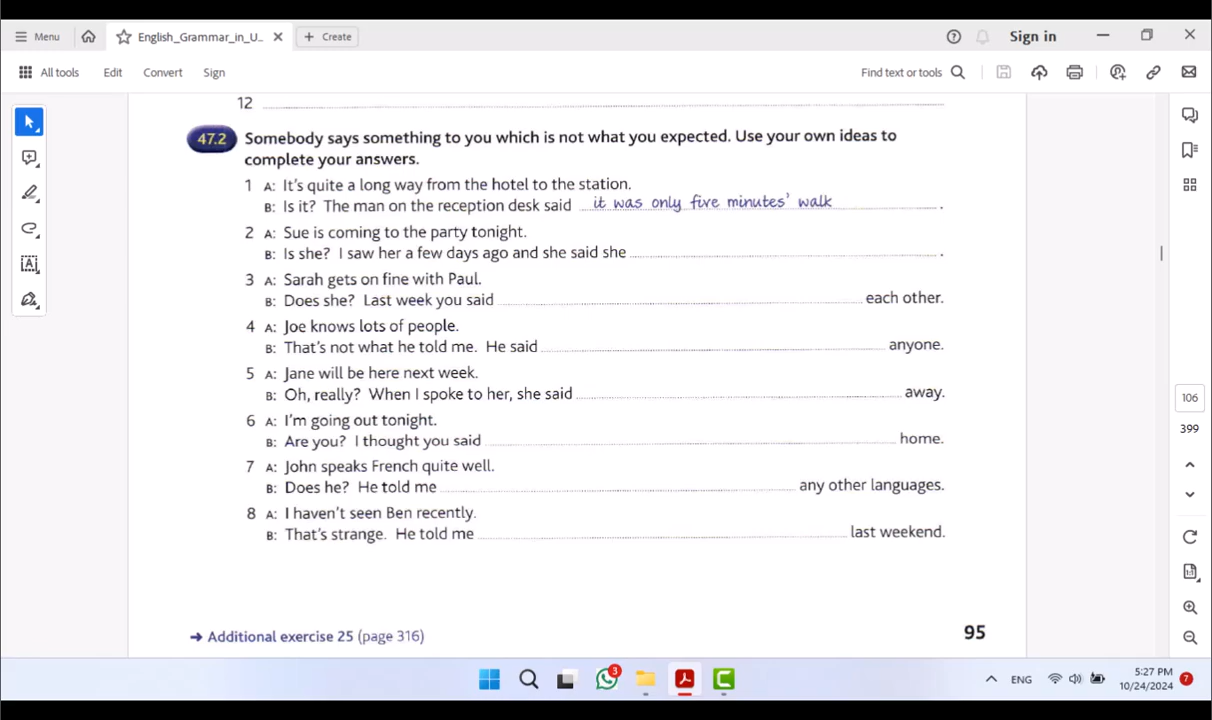 Menu English_Grammar_in_U... Create Sign in
All tools Edit Convert Sign Find text or tools
12
47.2 Somebody says something to you which is not what you expected. Use your own ideas to
complete your answers.
1 A: It's quite a long way from the hotel to the station.
B: Is it? The man on the reception desk said it was only five minutes' walk .
2 A: Sue is coming to the party tonight.
B: Is she? I saw her a few days ago and she said she .
3 A: Sarah gets on fine with Paul.
B: Does she? Last week you said each other.
4 A: Joe knows lots of people.
B: That's not what he told me. He said anyone.
5 A: Jane will be here next week.
B: Oh, really? When I spoke to her, she said away.
106
6 A: I'm going out tonight.
399
B: Are you? I thought you said home.
7 A: John speaks French quite well.
B: Does he? He told me any other languages.
8 A: I haven't seen Ben recently.
B: That's strange. He told me last weekend.
→ Additional exercise 25 (page 316) 95
3 ENG 5:27 PM 7
10/24/2024